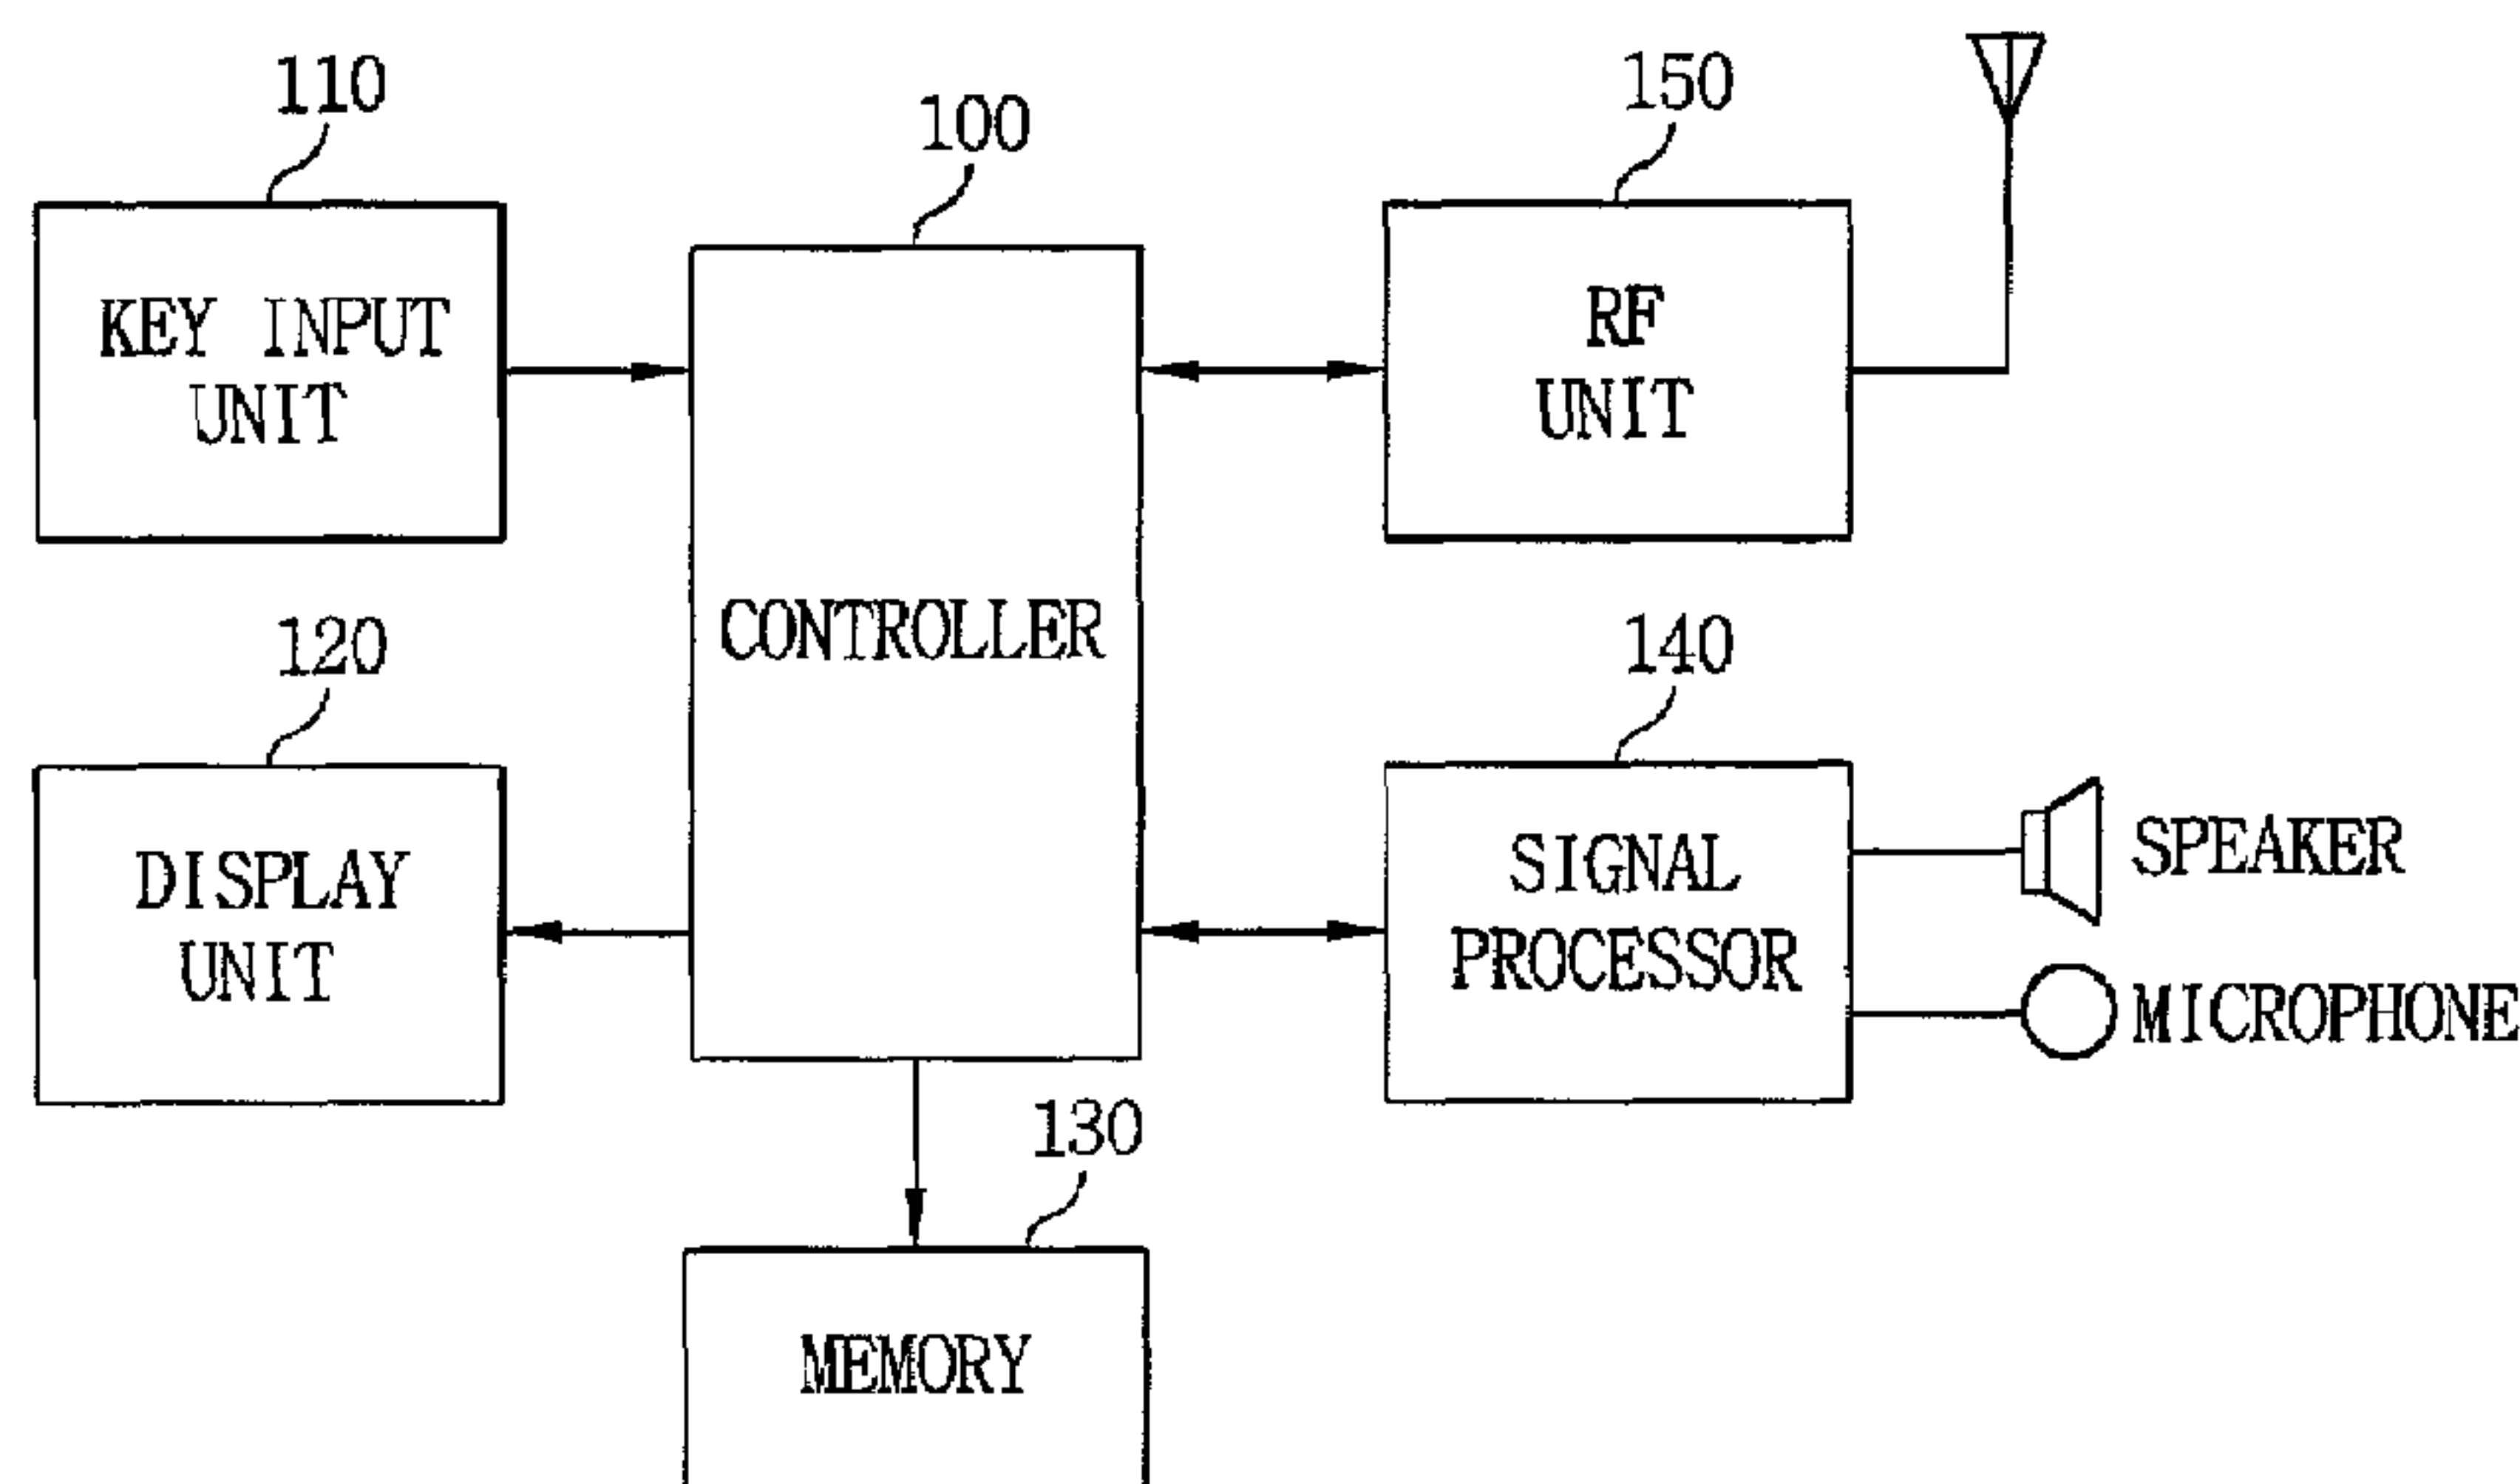 110
100
150
KEY INPUT
UNIT
RF
UNIT
CONTROLLER
120
140
DISPLAY
UNIT
SIGNAL
PROCESSOR
SPEAKER
MICROPHONE
130
MEMORY